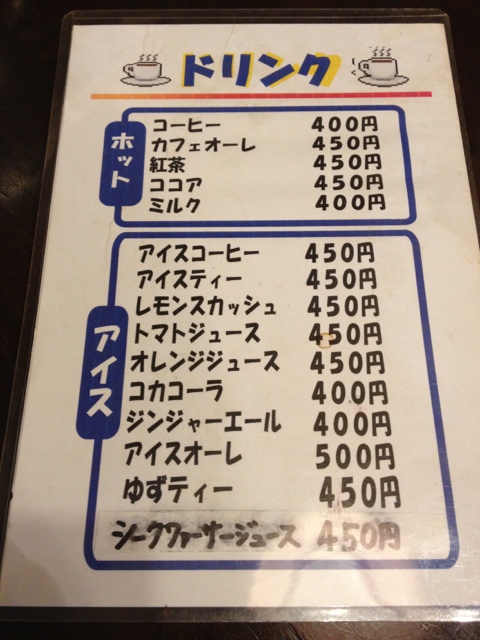 ドリンク
ホット
コーヒー 400円
カフェオーレ 450円
紅茶 450円
ココア 450円
ミルク 400円
アイス
アイスコーヒー 450円
アイスティー 450円
レモンスカッシュ 450円
トマトジュース 450円
オレンジジュース 450円
コカコーラ 400円
ジンジャーエール 400円
アイスオーレ 500円
ゆずティー 450円
シークヮーサージュース 450円